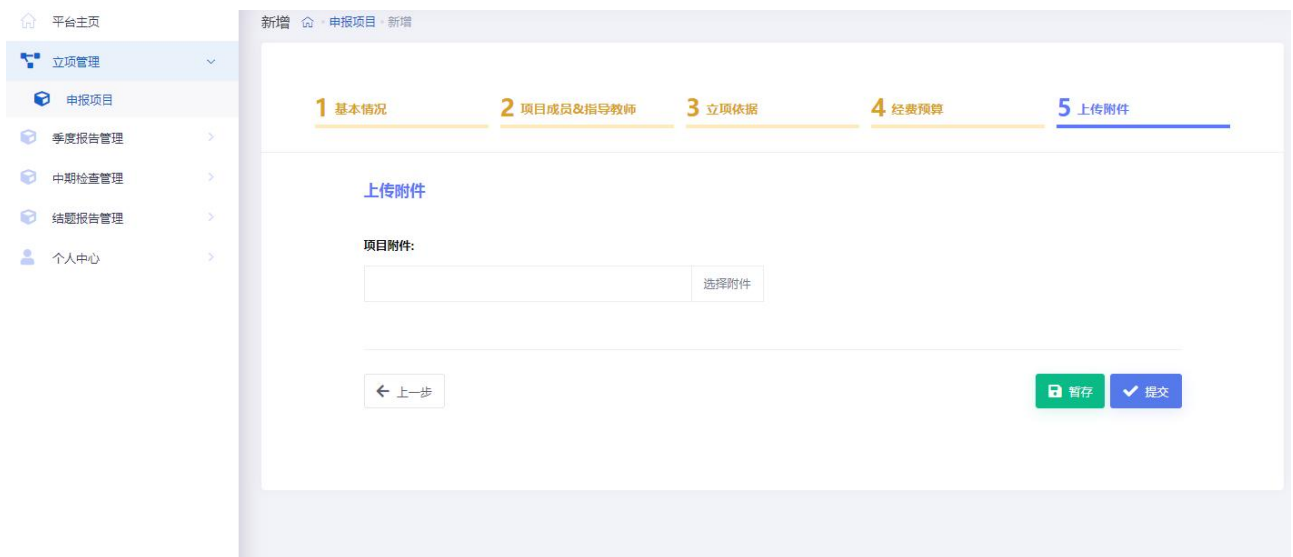 平台主页
立项管理
申报项目
季度报告管理
中期检查管理
结题报告管理
个人中心
新增 - 申报项目 - 新增
1 基本情况 2 项目成员&指导教师 3 立项依据 4 经费预算 5 上传附件
上传附件
项目附件:
选择附件
上一步 暂存 提交